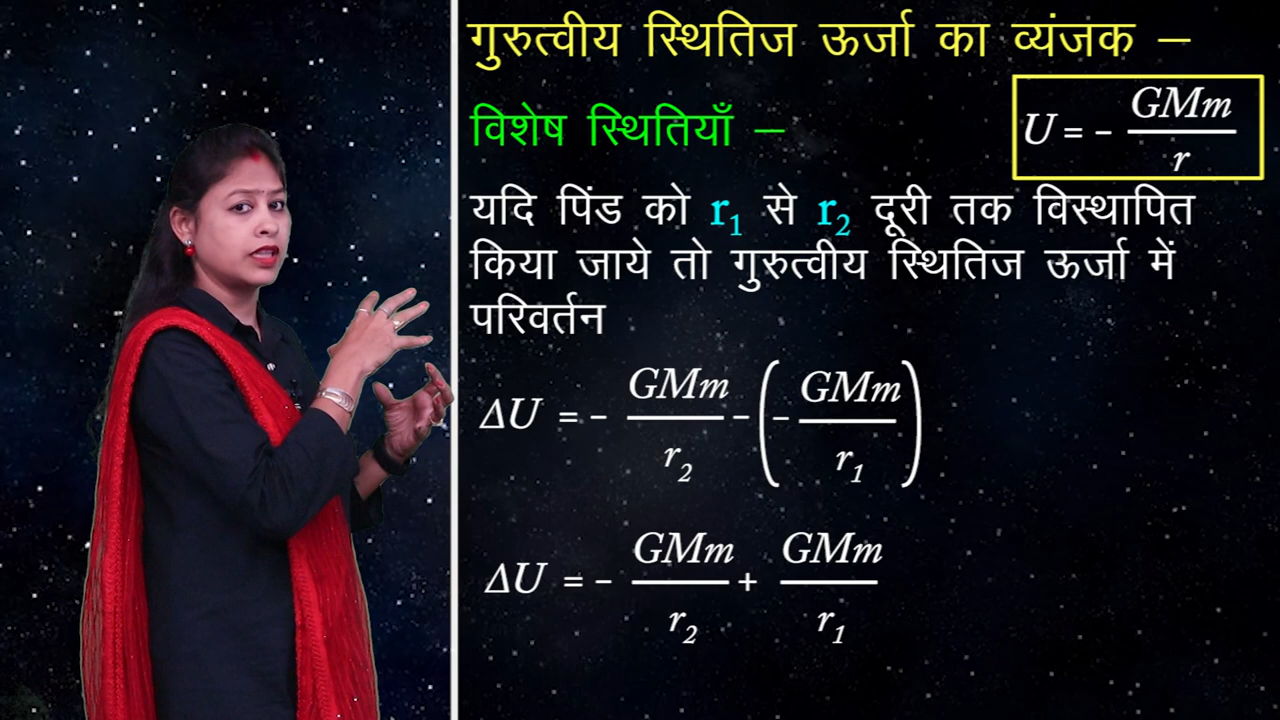 गुरुत्वीय स्थितिज ऊर्जा का व्यंजक –
विशेष स्थितियाँ –
U = - GMm / r
यदि पिंड को r₁ से r₂ दूरी तक विस्थापित
किया जाये तो गुरुत्वीय स्थितिज ऊर्जा में
परिवर्तन
ΔU = - GMm / r₂ - (- GMm / r₁)
ΔU = - GMm / r₂ + GMm / r₁